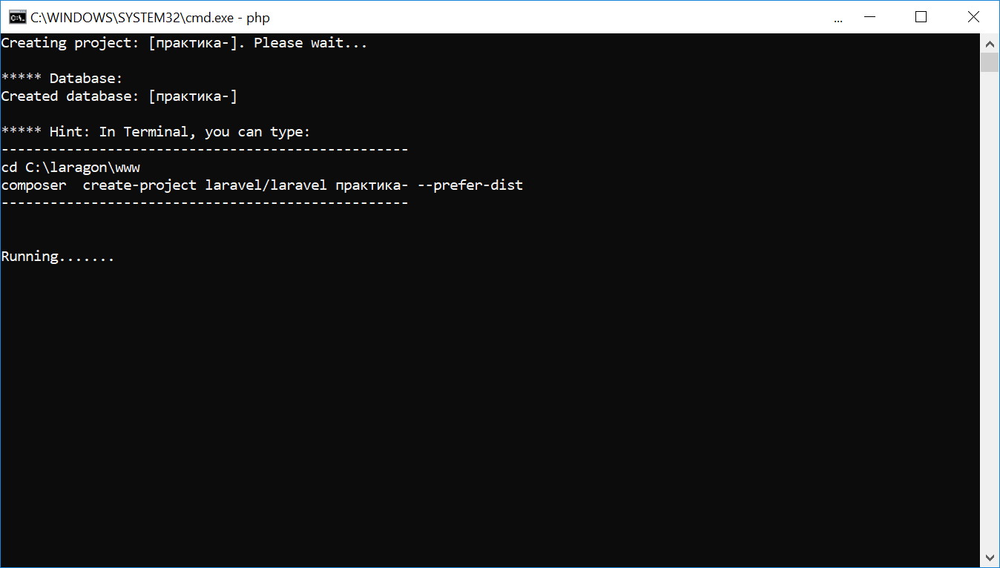 C:\WINDOWS\SYSTEM32\cmd.exe - php
...
Creating project: [практика-]. Please wait...
***** Database:
Created database: [практика-]
***** Hint: In Terminal, you can type:
--------------------------------------------------
cd C:\laragon\www
composer  create-project laravel/laravel практика- --prefer-dist
--------------------------------------------------
Running.......